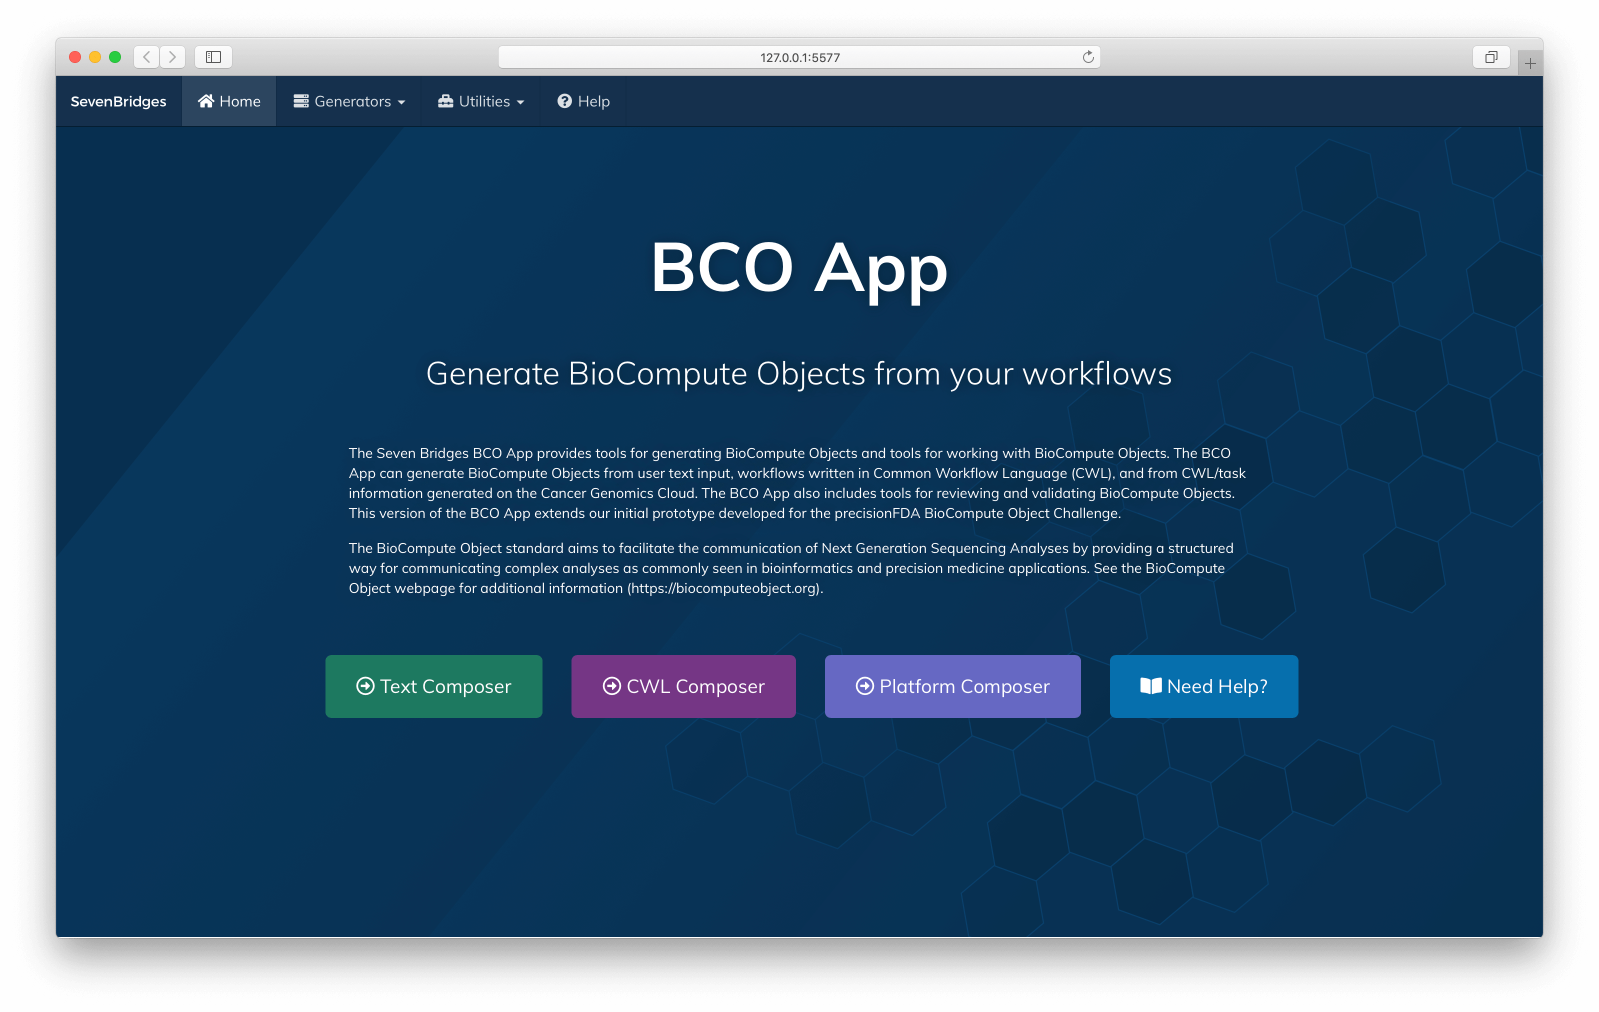 127.0.0.1:5577
SevenBridges Home Generators Utilities Help
BCO App
Generate BioCompute Objects from your workflows
The Seven Bridges BCO App provides tools for generating BioCompute Objects and tools for working with BioCompute Objects. The BCO
App can generate BioCompute Objects from user text input, workflows written in Common Workflow Language (CWL), and from CWL/task
information generated on the Cancer Genomics Cloud. The BCO App also includes tools for reviewing and validating BioCompute Objects.
This version of the BCO App extends our initial prototype developed for the precisionFDA BioCompute Object Challenge.
The BioCompute Object standard aims to facilitate the communication of Next Generation Sequencing Analyses by providing a structured
way for communicating complex analyses as commonly seen in bioinformatics and precision medicine applications. See the BioCompute
Object webpage for additional information (https://biocomputeobject.org).
Text Composer CWL Composer Platform Composer Need Help?